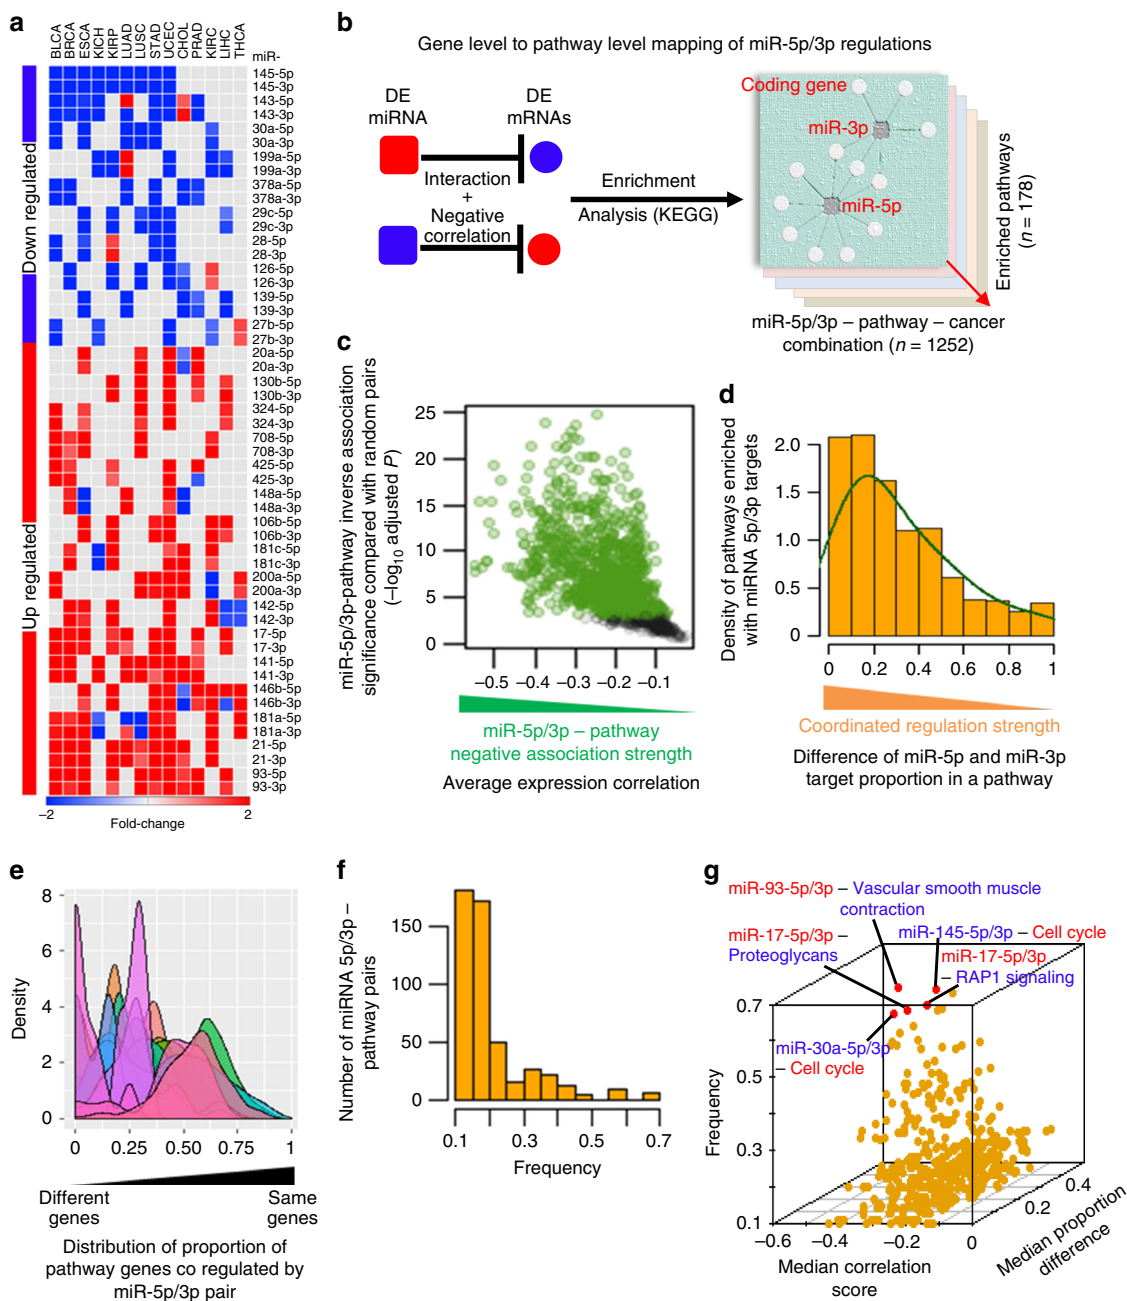 a
BLCA
BRCA
ESCA
KICH
KIRP
LUAD
LUSC
STAD
UCEC
CHOL
PRAD
KIRC
LIHC
THCA
miR-
145-5p
145-3p
143-5p
143-3p
30a-5p
30a-3p
199a-5p
199a-3p
378a-5p
378a-3p
29c-5p
29c-3p
28-5p
28-3p
126-5p
126-3p
139-5p
139-3p
27b-5p
27b-3p
20a-5p
20a-3p
130b-5p
130b-3p
324-5p
324-3p
708-5p
708-3p
425-5p
425-3p
148a-5p
148a-3p
106b-5p
106b-3p
181c-5p
181c-3p
200a-5p
200a-3p
142-5p
142-3p
17-5p
17-3p
141-5p
141-3p
146b-5p
146b-3p
181a-5p
181a-3p
21-5p
21-3p
93-5p
93-3p
Down regulated
Up regulated
−2
2
Fold-change
b
Gene level to pathway level mapping of miR-5p/3p regulations
DE
miRNA
DE
mRNAs
Interaction
+
Negative
correlation
Enrichment
Analysis (KEGG)
Coding gene
miR-3p
miR-5p
Enriched pathways
(n = 178)
miR-5p/3p – pathway – cancer
combination (n = 1252)
c
miR-5p/3p-pathway inverse association
significance compared with random pairs
(−log10 adjusted P)
25
20
15
10
5
0
−0.5
−0.4
−0.3
−0.2
−0.1
miR-5p/3p – pathway
negative association strength
Average expression correlation
d
Density of pathways enriched
with miRNA 5p/3p targets
2.0
1.5
1.0
0.5
0
0
0.2
0.4
0.6
0.8
1
Coordinated regulation strength
Difference of miR-5p and miR-3p
target proportion in a pathway
e
Density
8
6
4
2
0
0
0.25
0.50
0.75
1
Different
genes
Same
genes
Distribution of proportion of
pathway genes co regulated by
miR-5p/3p pair
f
Number of miRNA 5p/3p –
pathway pairs
150
100
50
0
0.1
0.3
0.5
0.7
Frequency
g
miR-93-5p/3p – Vascular smooth muscle
contraction
miR-17-5p/3p –
Proteoglycans
miR-145-5p/3p – Cell cycle
miR-17-5p/3p
– RAP1 signaling
miR-30a-5p/3p
– Cell cycle
Frequency
0.7
0.5
0.3
0.1
−0.6
−0.4
−0.2
0
Median correlation
score
0.2
0.4
Median proportion
difference